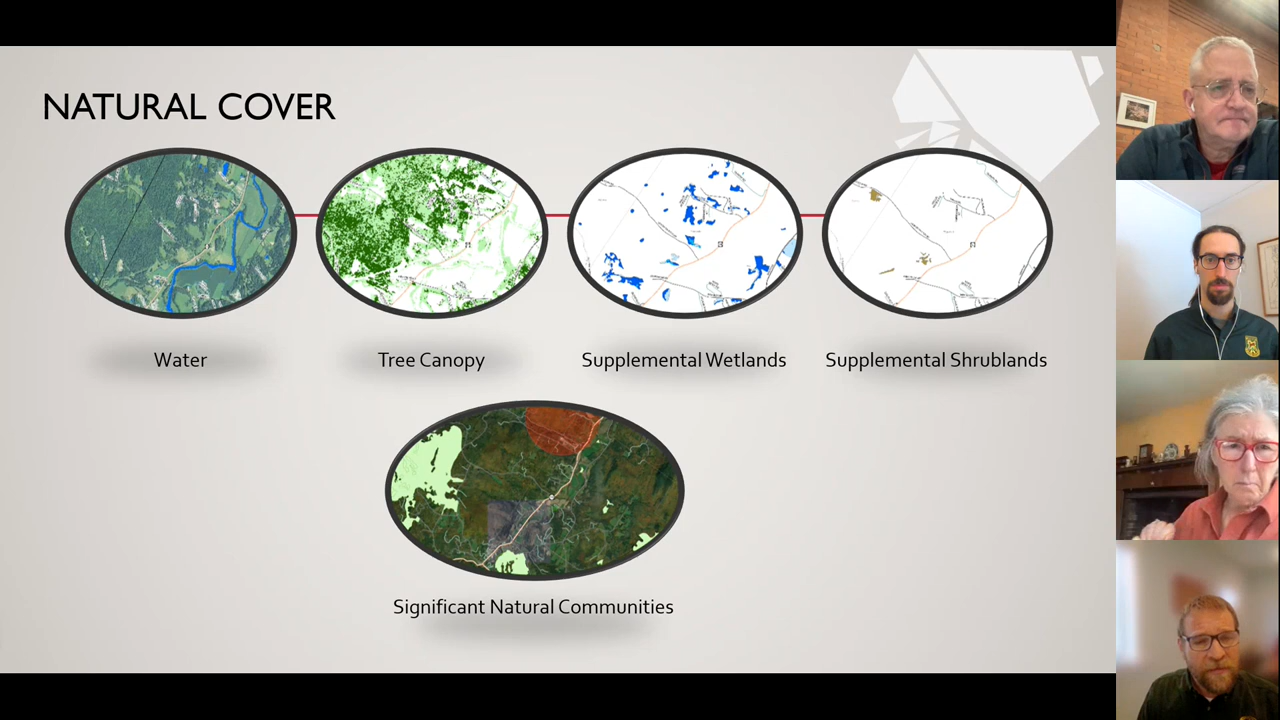 NATURAL COVER
Water
Tree Canopy
Supplemental Wetlands
Supplemental Shrublands
Significant Natural Communities